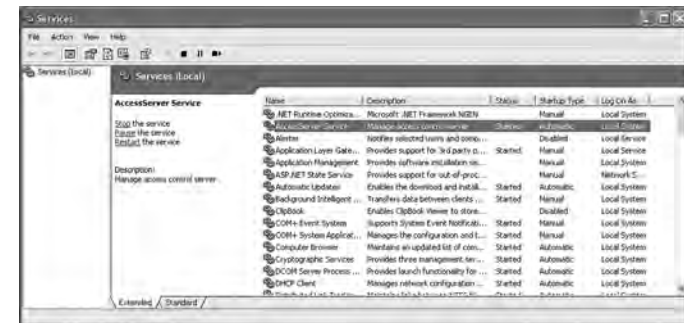 Services
File Action View Help
Services (Local)
Services (Local)
AccessServer Service
Stop the service
Pause the service
Restart the service
Description:
Manage access control server.
Name Description Status Startup Type Log On As
.NET Runtime Optimiza... Microsoft .NET Framework NGEN Manual Local System
AccessServer Service Manage access control server Started Automatic Local System
Alerter Notifies selected users and comp... Disabled Local Service
Application Layer Gate... Provides support for 3rd party p... Started Manual Local Service
Application Management Provides software installation ser... Manual Local System
ASP.NET State Service Provides support for out-of-proc... Manual Network S...
Automatic Updates Enables the download and install... Started Automatic Local System
Background Intelligent ... Transfers data between clients ... Started Manual Local System
ClipBook Enables ClipBook Viewer to store... Disabled Local System
COM+ Event System Supports System Event Notificati... Started Manual Local System
COM+ System Applicat... Manages the configuration and t... Started Manual Local System
Computer Browser Maintains an updated list of com... Started Automatic Local System
Cryptographic Services Provides three management ser... Started Automatic Local System
DCOM Server Process ... Provides launch functionality for ... Started Automatic Local System
DHCP Client Manages network configuration ... Started Automatic Local System
Extended Standard